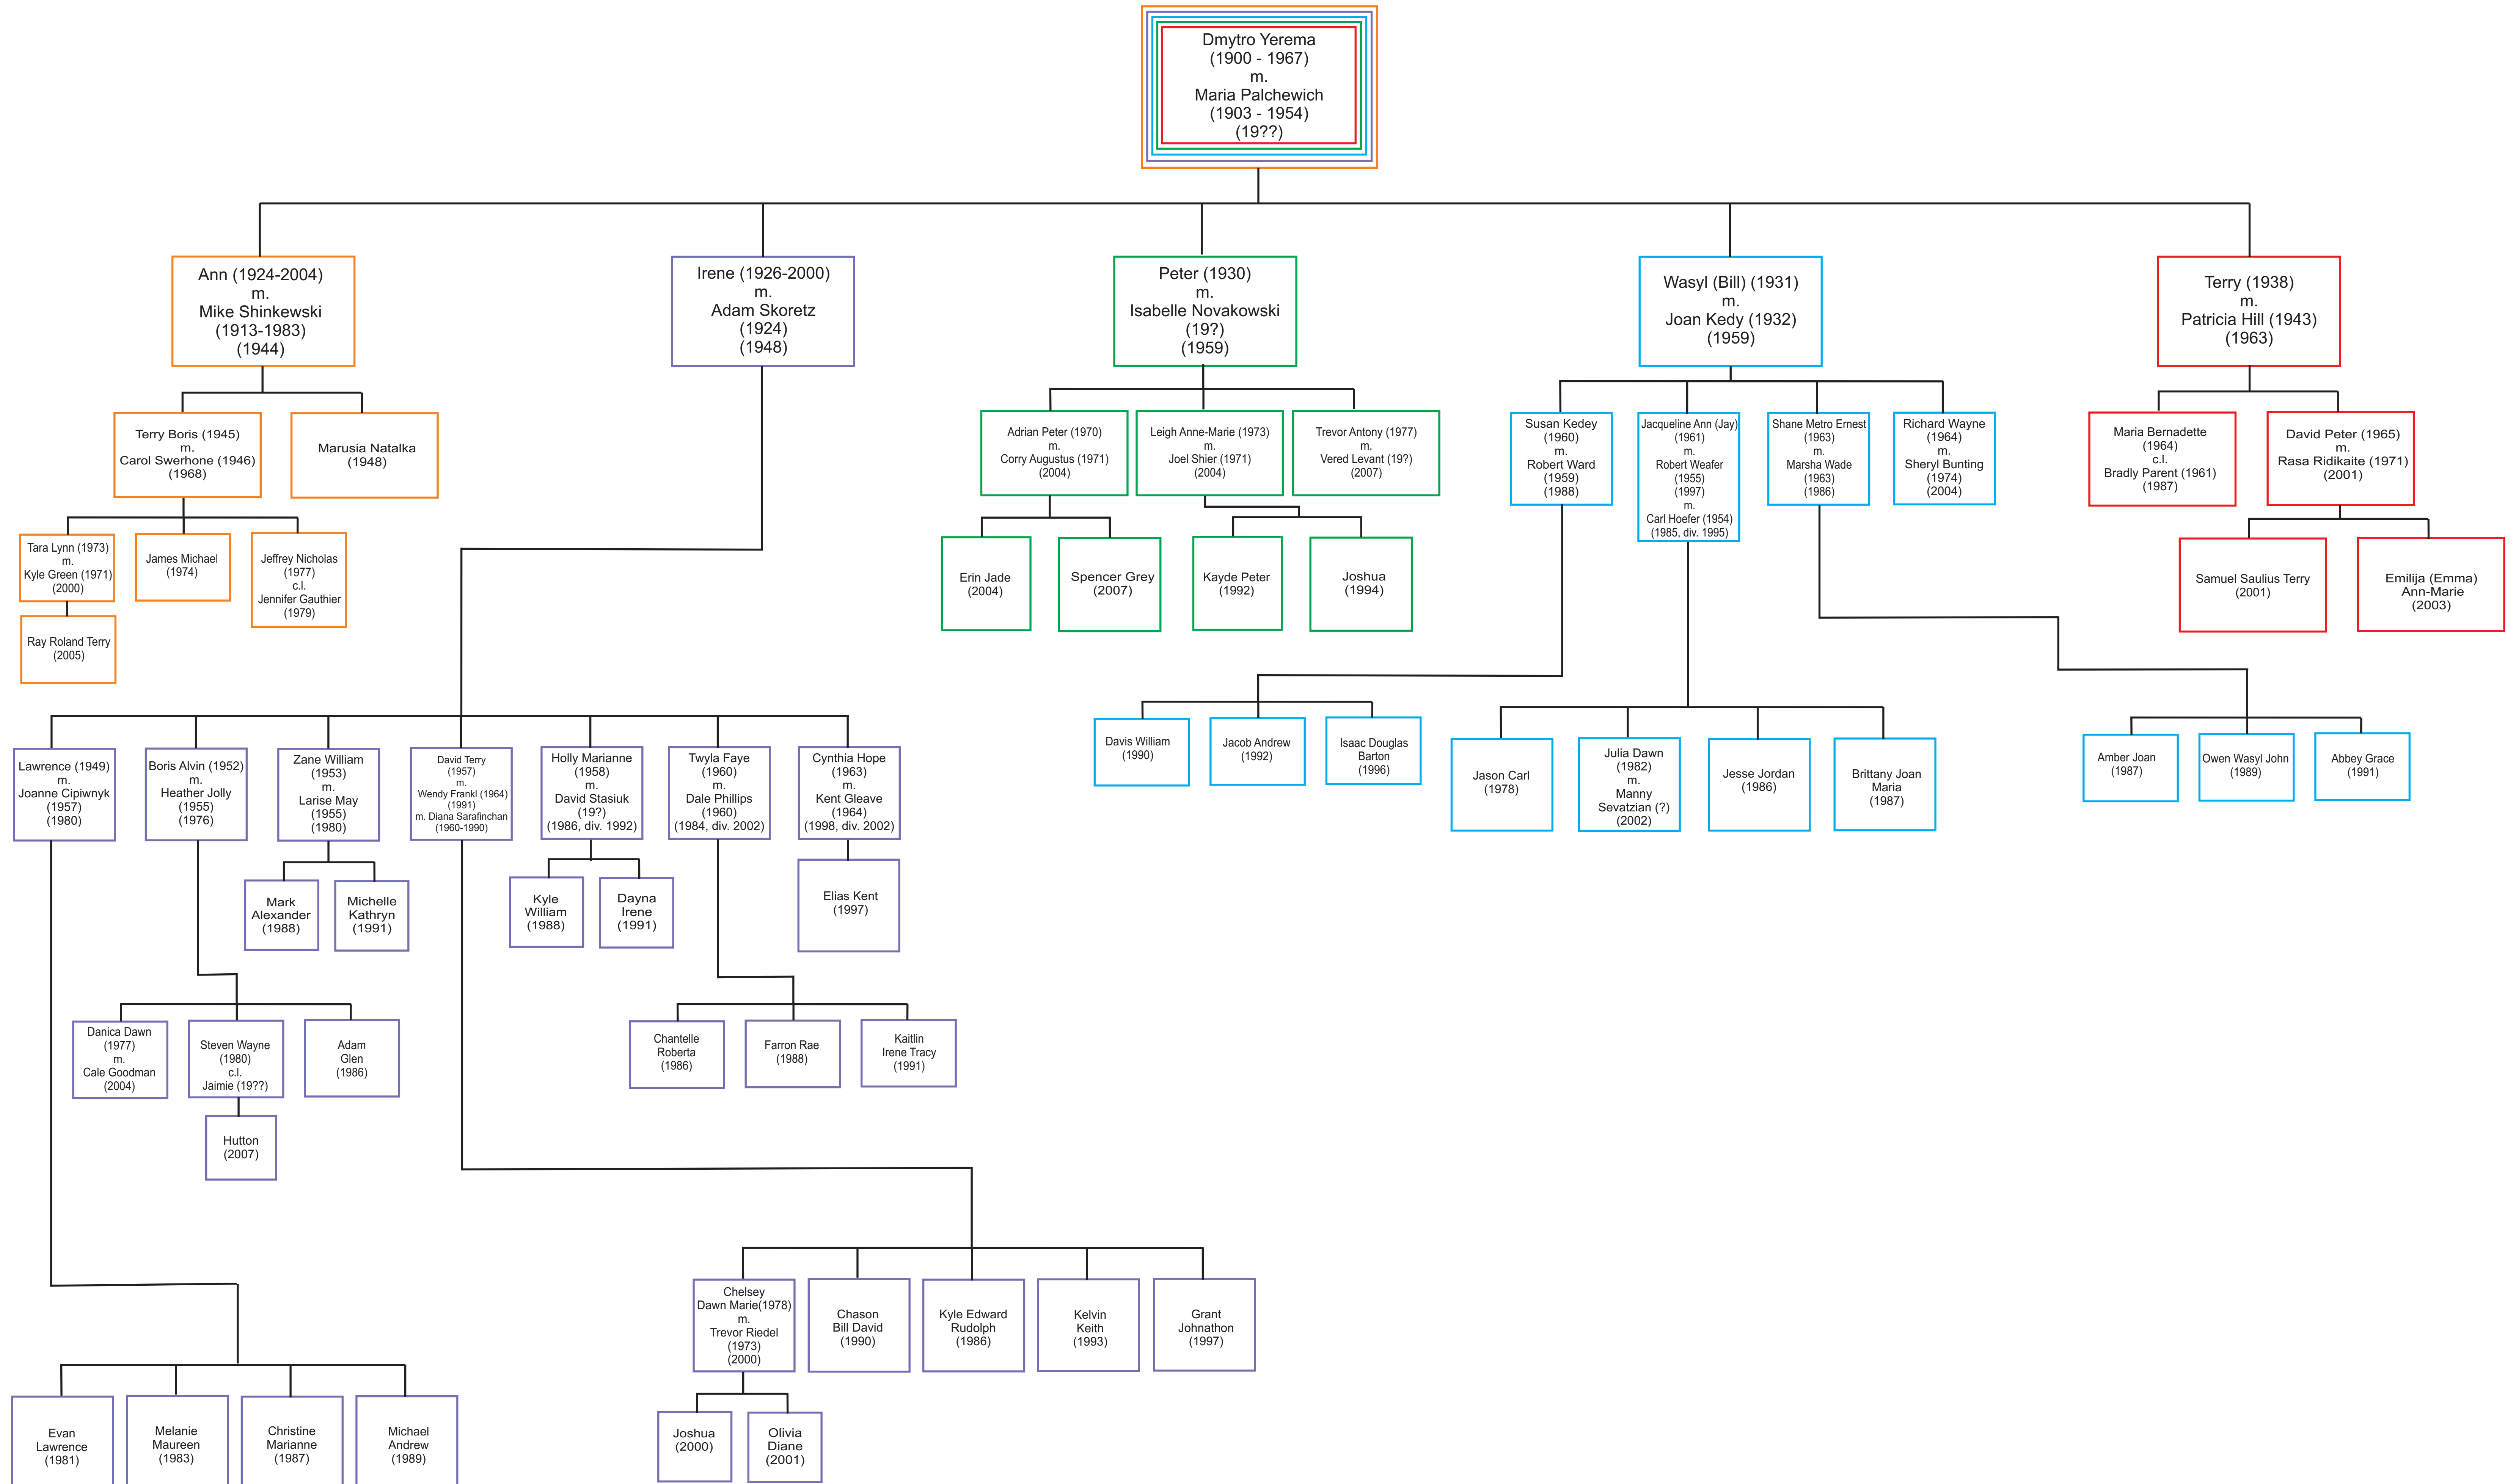 Dmytro Yerema
(1900 - 1967)
m.
Maria Palchewich
(1903 - 1954)
(19??)
Ann (1924-2004)
m.
Mike Shinkewski
(1913-1983)
(1944)
Irene (1926-2000)
m.
Adam Skoretz
(1924)
(1948)
Peter (1930)
m.
Isabelle Novakowski
(19?)
(1959)
Wasyl (Bill) (1931)
m.
Joan Kedy (1932)
(1959)
Terry (1938)
m.
Patricia Hill (1943)
(1963)
Terry Boris (1945)
m.
Carol Swerhone (1946)
(1968)
Marusia Natalka
(1948)
Adrian Peter (1970)
m.
Corry Augustus (1971)
(2004)
Leigh Anne-Marie (1973)
m.
Joel Shier (1971)
(2004)
Trevor Antony (1977)
m.
Vered Levant (19?)
(2007)
Susan Kedey
(1960)
m.
Robert Ward
(1959)
(1988)
Jacqueline Ann (Jay)
(1961)
m.
Robert Weafer
(1955)
(1997)
m.
Carl Hoefer (1954)
(1985, div. 1995)
Shane Metro Ernest
(1963)
m.
Marsha Wade
(1963)
(1986)
Richard Wayne
(1964)
m.
Sheryl Bunting
(1974)
(2004)
Maria Bernadette
(1964)
c.l.
Bradly Parent (1961)
(1987)
David Peter (1965)
m.
Rasa Ridikaite (1971)
(2001)
Tara Lynn (1973)
m.
Kyle Green (1971)
(2000)
James Michael
(1974)
Jeffrey Nicholas
(1977)
c.l.
Jennifer Gauthier
(1979)
Erin Jade
(2004)
Spencer Grey
(2007)
Kayde Peter
(1992)
Joshua
(1994)
Samuel Saulius Terry
(2001)
Emilija (Emma)
Ann-Marie
(2003)
Ray Roland Terry
(2005)
Davis William
(1990)
Jacob Andrew
(1992)
Isaac Douglas
Barton
(1996)
Jason Carl
(1978)
Julia Dawn
(1982)
m.
Manny
Sevatzian (?)
(2002)
Jesse Jordan
(1986)
Brittany Joan
Maria
(1987)
Amber Joan
(1987)
Owen Wasyl John
(1989)
Abbey Grace
(1991)
Lawrence (1949)
m.
Joanne Cipiwnyk
(1957)
(1980)
Boris Alvin (1952)
m.
Heather Jolly
(1955)
(1976)
Zane William
(1953)
m.
Larise May
(1955)
(1980)
David Terry
(1957)
m.
Wendy Frankl (1964)
(1991)
m. Diana Sarafinchan
(1960-1990)
Holly Marianne
(1958)
m.
David Stasiuk
(19?)
(1986, div. 1992)
Twyla Faye
(1960)
m.
Dale Phillips
(1960)
(1984, div. 2002)
Cynthia Hope
(1963)
m.
Kent Gleave
(1964)
(1998, div. 2002)
Mark
Alexander
(1988)
Michelle
Kathryn
(1991)
Kyle
William
(1988)
Dayna
Irene
(1991)
Elias Kent
(1997)
Danica Dawn
(1977)
m.
Cale Goodman
(2004)
Steven Wayne
(1980)
c.l.
Jaimie (19??)
Adam
Glen
(1986)
Chantelle
Roberta
(1986)
Farron Rae
(1988)
Kaitlin
Irene Tracy
(1991)
Hutton
(2007)
Chelsey
Dawn Marie(1978)
m.
Trevor Riedel
(1973)
(2000)
Chason
Bill David
(1990)
Kyle Edward
Rudolph
(1986)
Kelvin
Keith
(1993)
Grant
Johnathon
(1997)
Evan
Lawrence
(1981)
Melanie
Maureen
(1983)
Christine
Marianne
(1987)
Michael
Andrew
(1989)
Joshua
(2000)
Olivia
Diane
(2001)